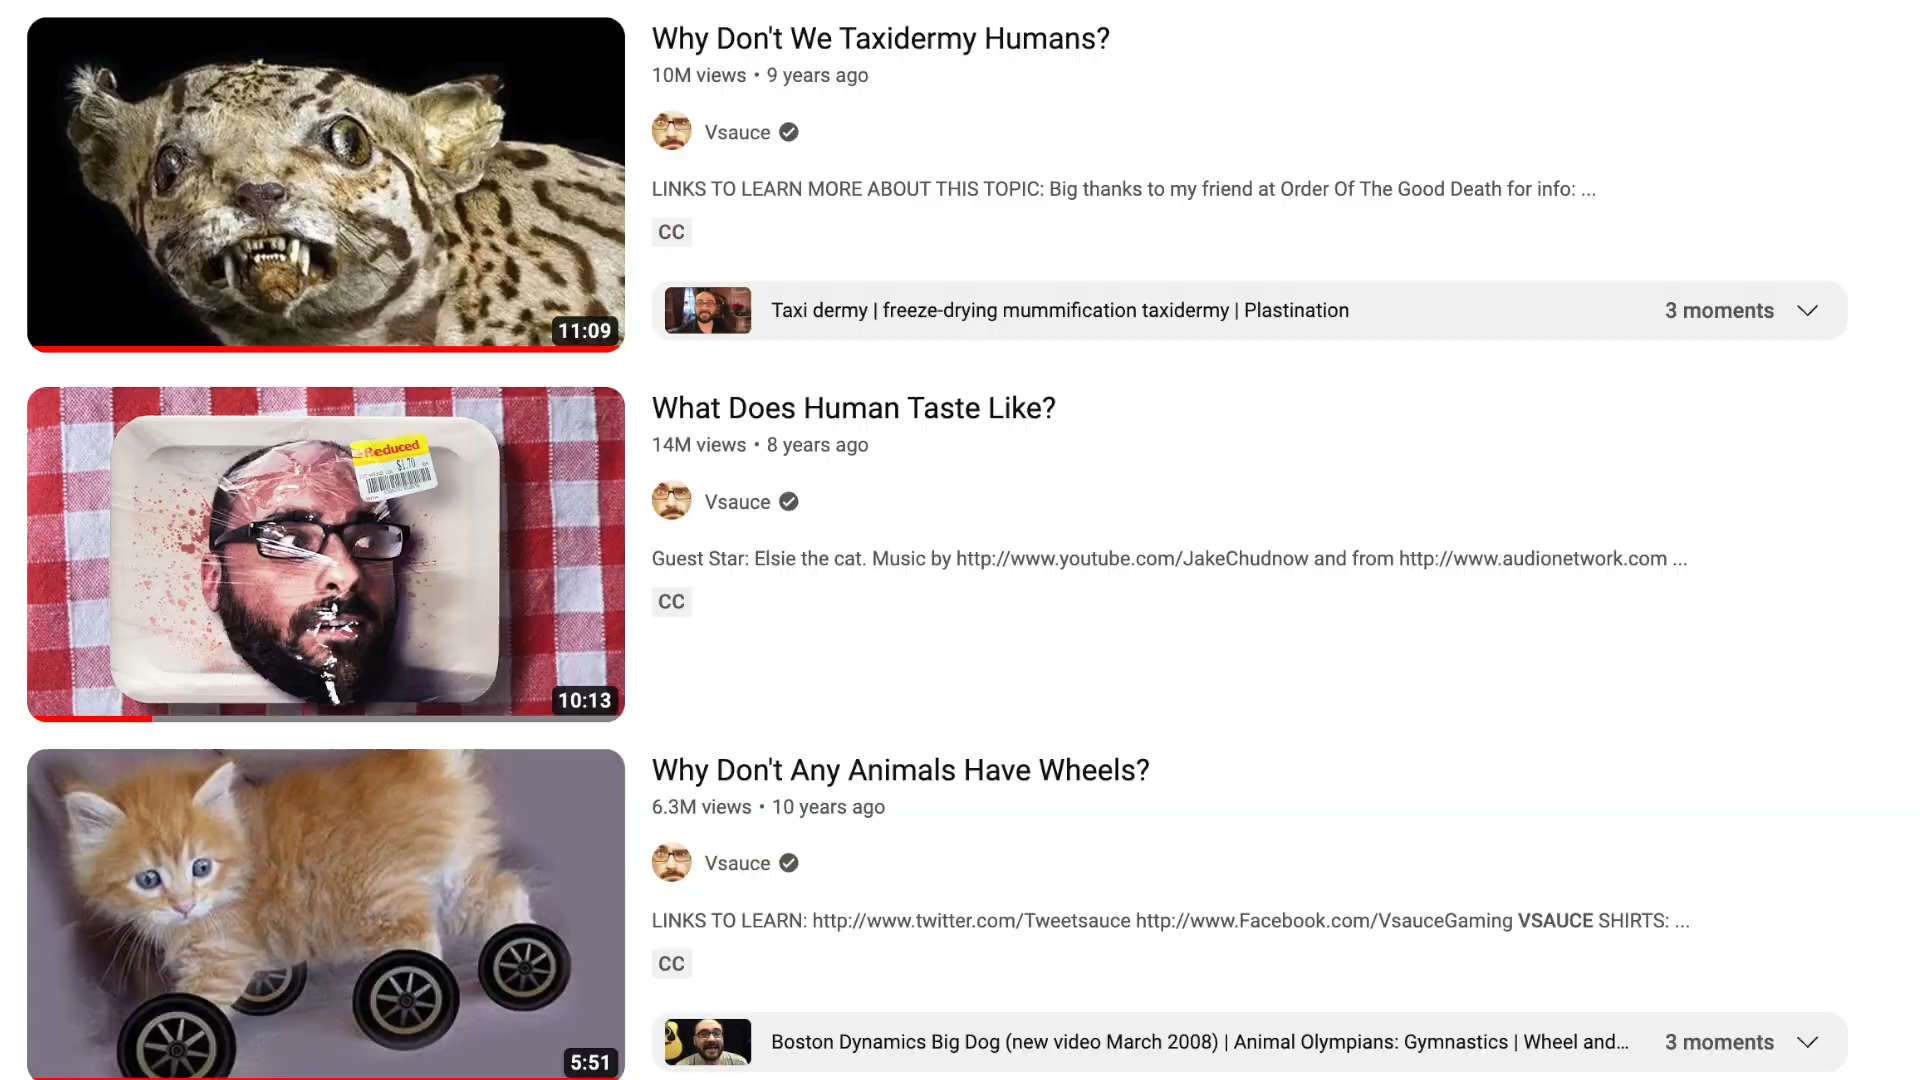 Why Don't We Taxidermy Humans?
10M views • 9 years ago
Vsauce
LINKS TO LEARN MORE ABOUT THIS TOPIC: Big thanks to my friend at Order Of The Good Death for info: ...
CC
11:09
Taxi dermy | freeze-drying mummification taxidermy | Plastination
3 moments
Reduced
$1.70
What Does Human Taste Like?
14M views • 8 years ago
Vsauce
Guest Star: Elsie the cat. Music by http://www.youtube.com/JakeChudnow and from http://www.audionetwork.com ...
CC
10:13
Why Don't Any Animals Have Wheels?
6.3M views • 10 years ago
Vsauce
LINKS TO LEARN: http://www.twitter.com/Tweetsauce http://www.Facebook.com/VsauceGaming VSAUCE SHIRTS: ...
CC
5:51
Boston Dynamics Big Dog (new video March 2008) | Animal Olympians: Gymnastics | Wheel and...
3 moments